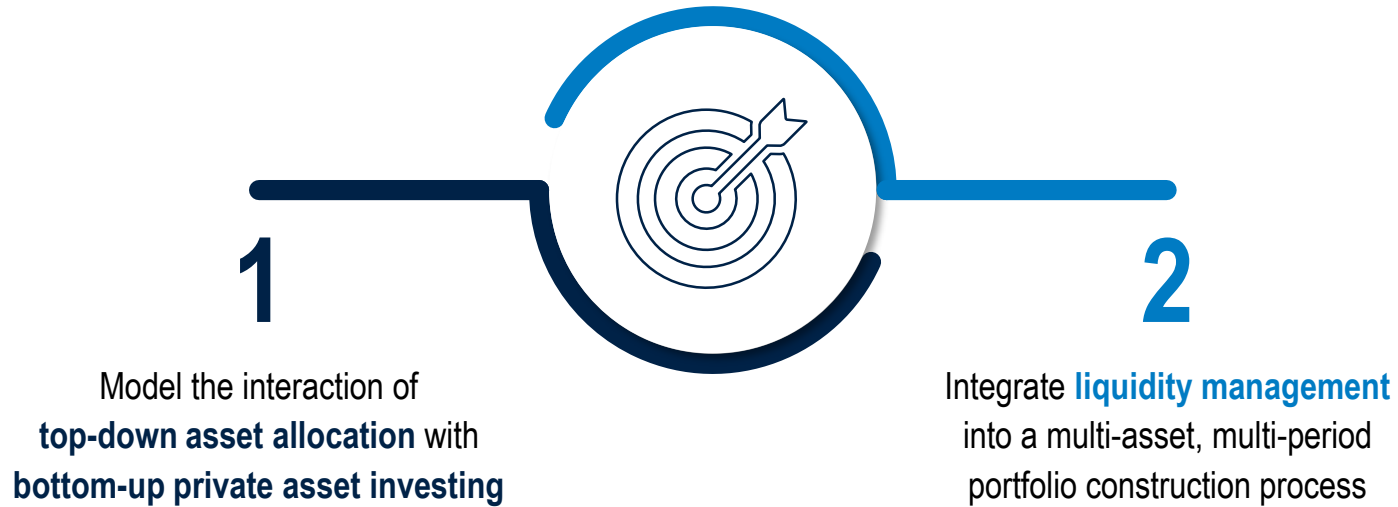 1
Model the interaction of
top-down asset allocation with
bottom-up private asset investing
2
Integrate liquidity management
into a multi-asset, multi-period
portfolio construction process